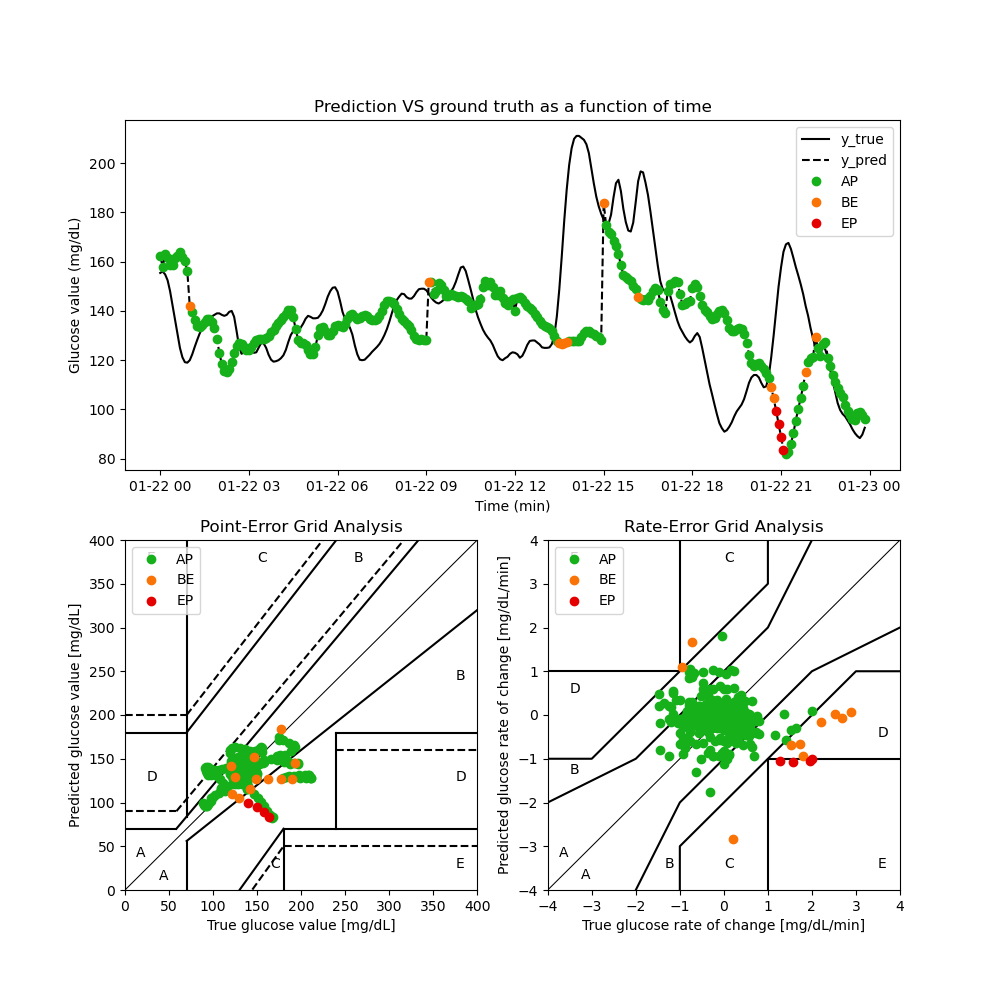 Prediction VS ground truth as a function of time
y_true
y_pred
AP
BE
EP
Glucose value (mg/dL)
200
180
160
140
120
100
80
01-22 00 01-22 03 01-22 06 01-22 09 01-22 12 01-22 15 01-22 18 01-22 21 01-23 00
Time (min)
Point-Error Grid Analysis
AP
BE
EP
C
B
B
D
D
A
A
C
E
Predicted glucose value [mg/dL]
400
350
300
250
200
150
100
50
0
0 50 100 150 200 250 300 350 400
True glucose value [mg/dL]
Rate-Error Grid Analysis
AP
BE
EP
C
D
D
B
A
A
B
C
E
Predicted glucose rate of change [mg/dL/min]
4
3
2
1
0
−1
−2
−3
−4
−4 −3 −2 −1 0 1 2 3 4
True glucose rate of change [mg/dL/min]